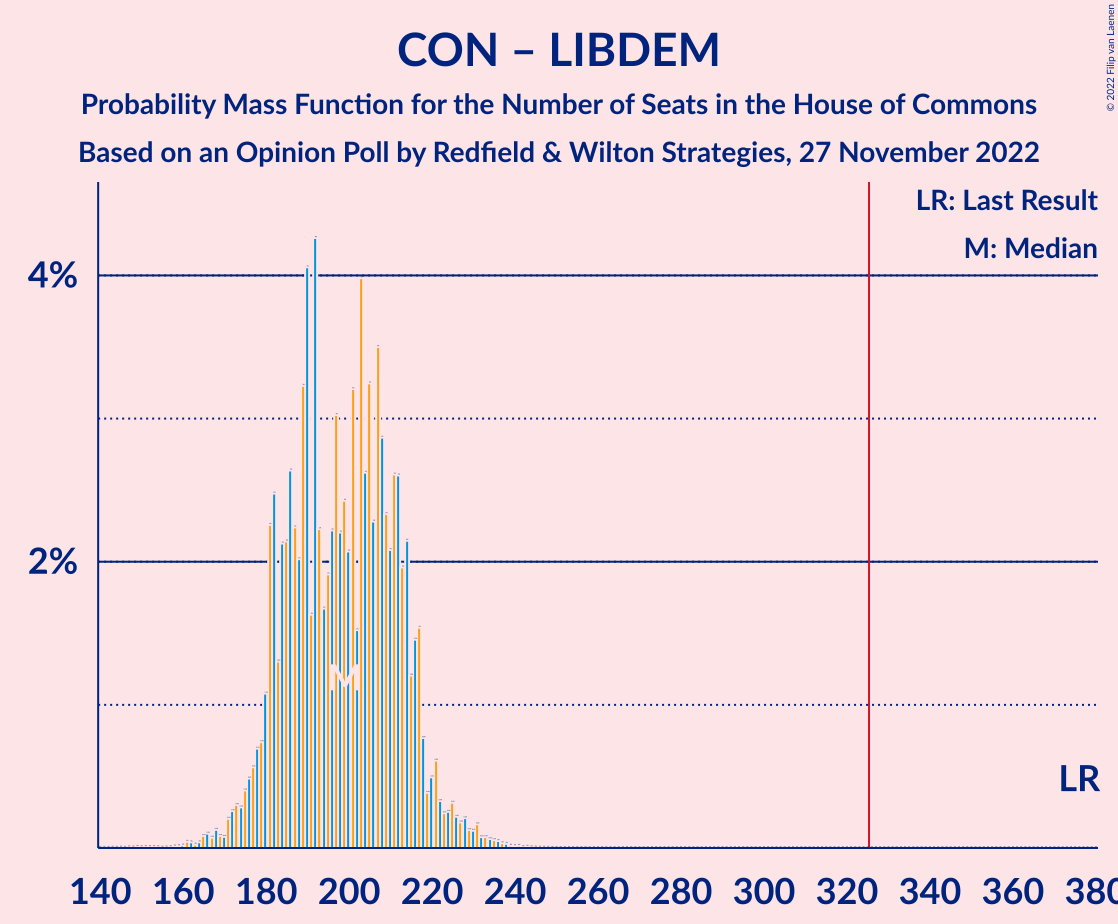 CON – LIBDEM
Probability Mass Function for the Number of Seats in the House of Commons
Based on an Opinion Poll by Redfield & Wilton Strategies, 27 November 2022
© 2022 Filip van Laenen
LR: Last Result
M: Median
4%
2%
M
LR
140 160 180 200 220 240 260 280 300 320 340 360 380